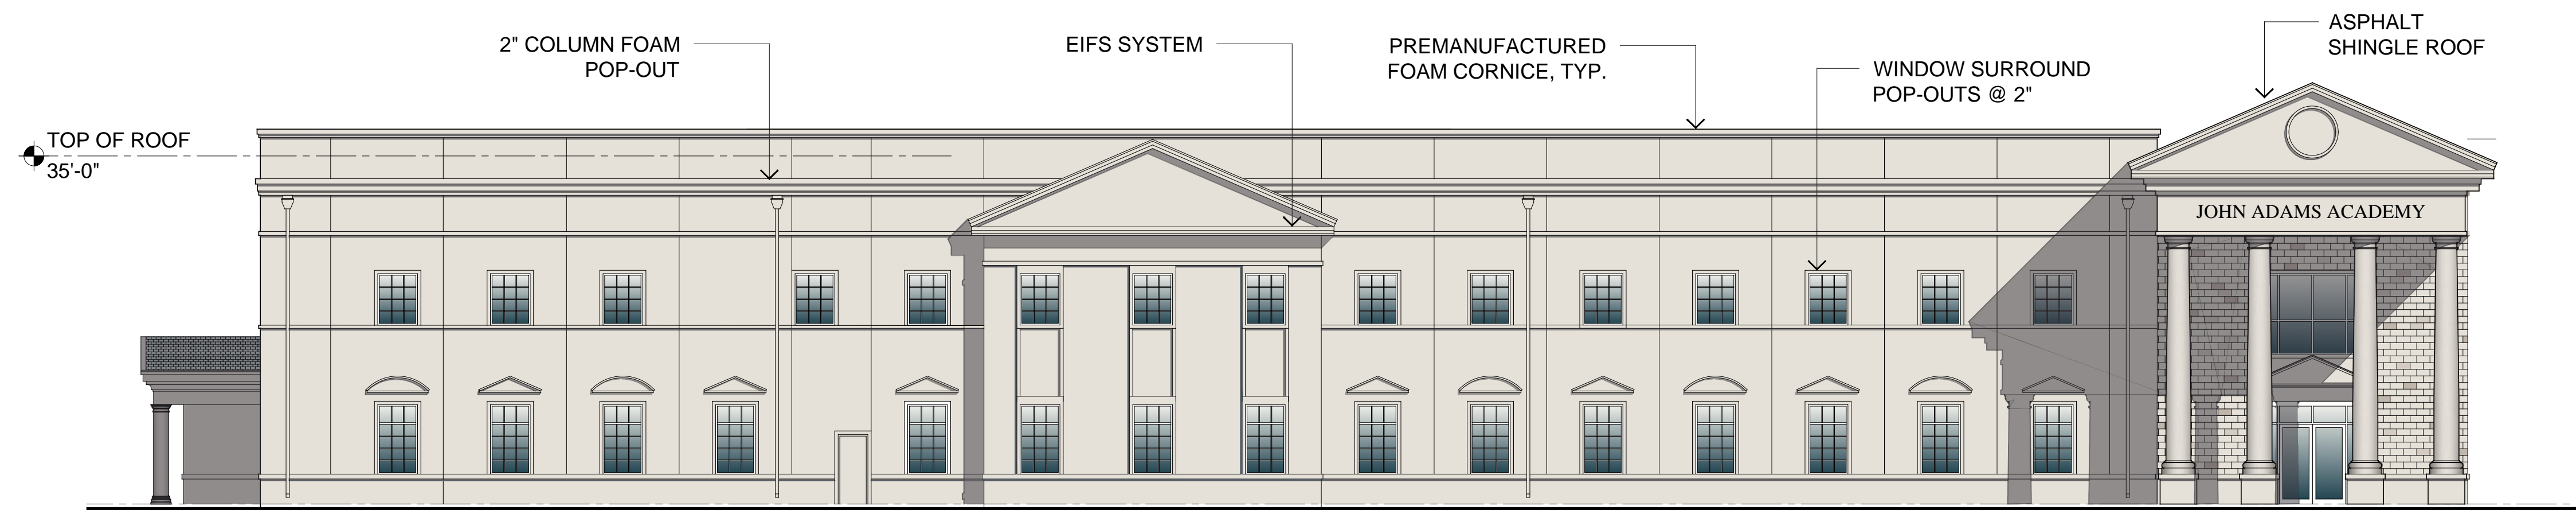 ASPHALT
SHINGLE ROOF
2" COLUMN FOAM
POP-OUT
EIFS SYSTEM
PREMANUFACTURED
FOAM CORNICE, TYP.
WINDOW SURROUND
POP-OUTS @ 2"
TOP OF ROOF
35'-0"
JOHN ADAMS ACADEMY